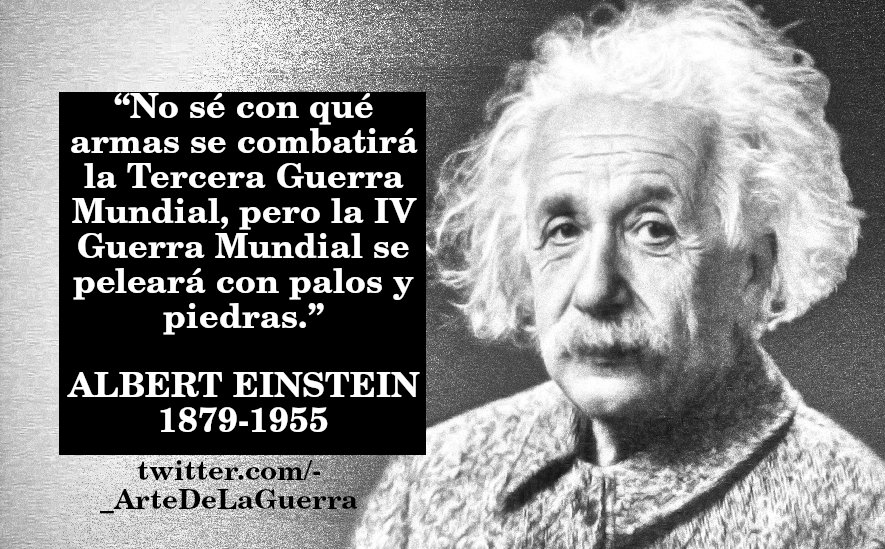 “No sé con qué
armas se combatirá
la Tercera Guerra
Mundial, pero la IV
Guerra Mundial se
peleará con palos y
piedras.”
ALBERT EINSTEIN
1879-1955
twitter.com/-
_ArteDeLaGuerra